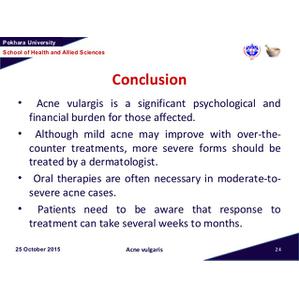 Pokhara University
School of Health and Allied Sciences
Conclusion
• Acne vulargis is a significant psychological and
financial burden for those affected.
• Although mild acne may improve with over-the-
counter treatments, more severe forms should be
treated by a dermatologist.
• Oral therapies are often necessary in moderate-to-
severe acne cases.
• Patients need to be aware that response to
treatment can take several weeks to months.
25 October 2015 Acne vulgaris 24